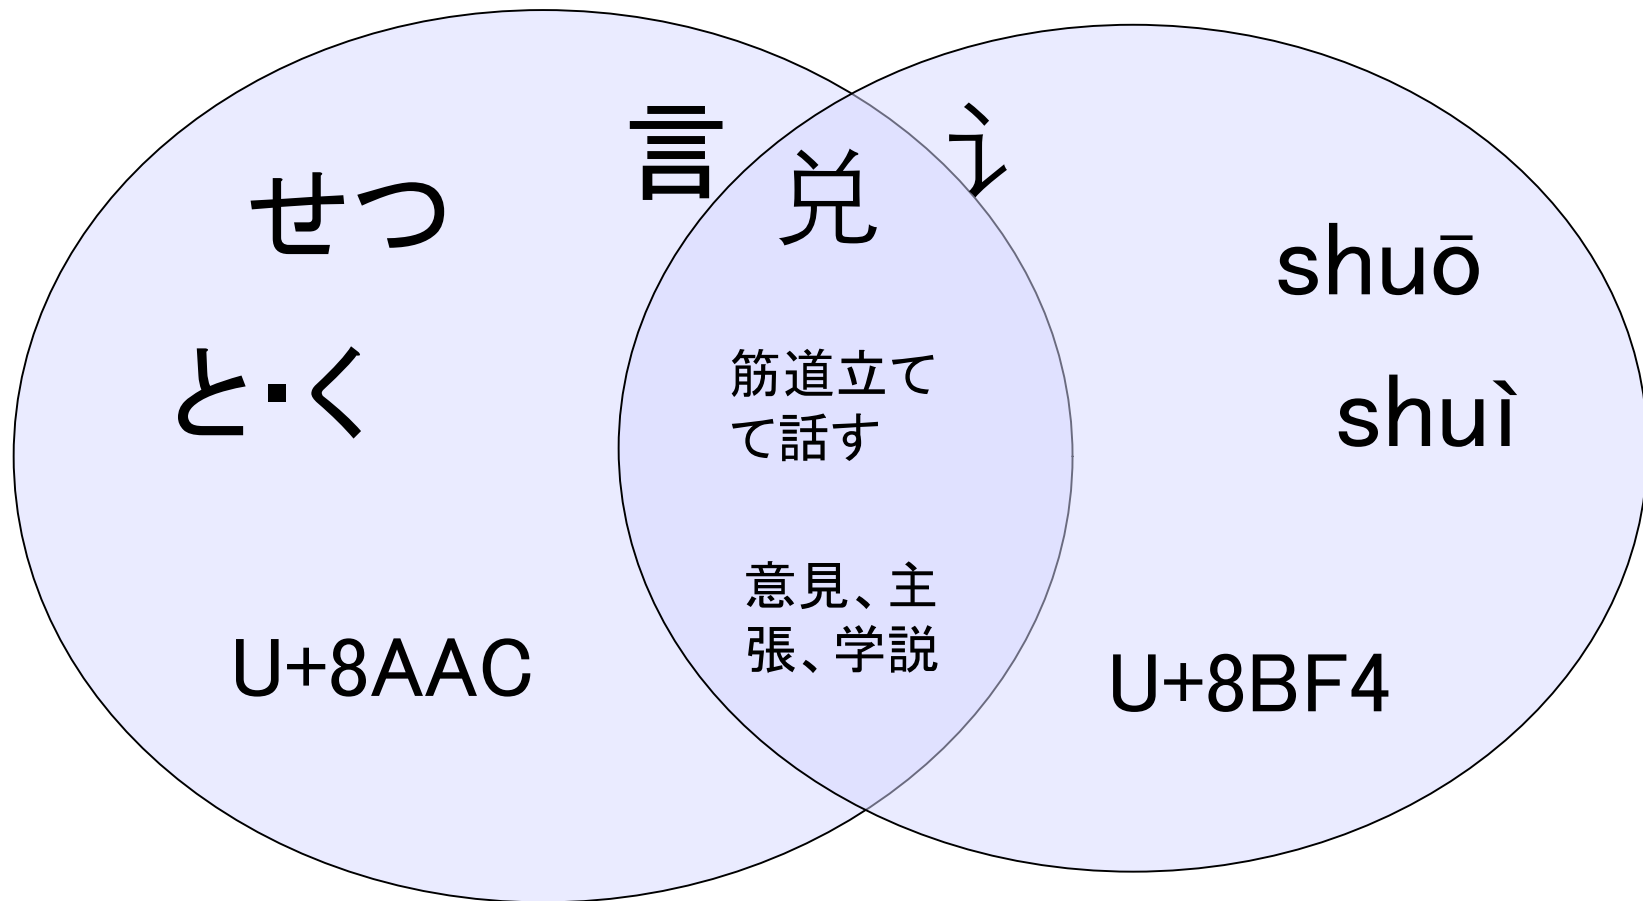 言 兑 讠
せつ
と・く
U+8AAC
筋道立て
て話す
意見、主
張、学説
shuō
shuì
U+8BF4